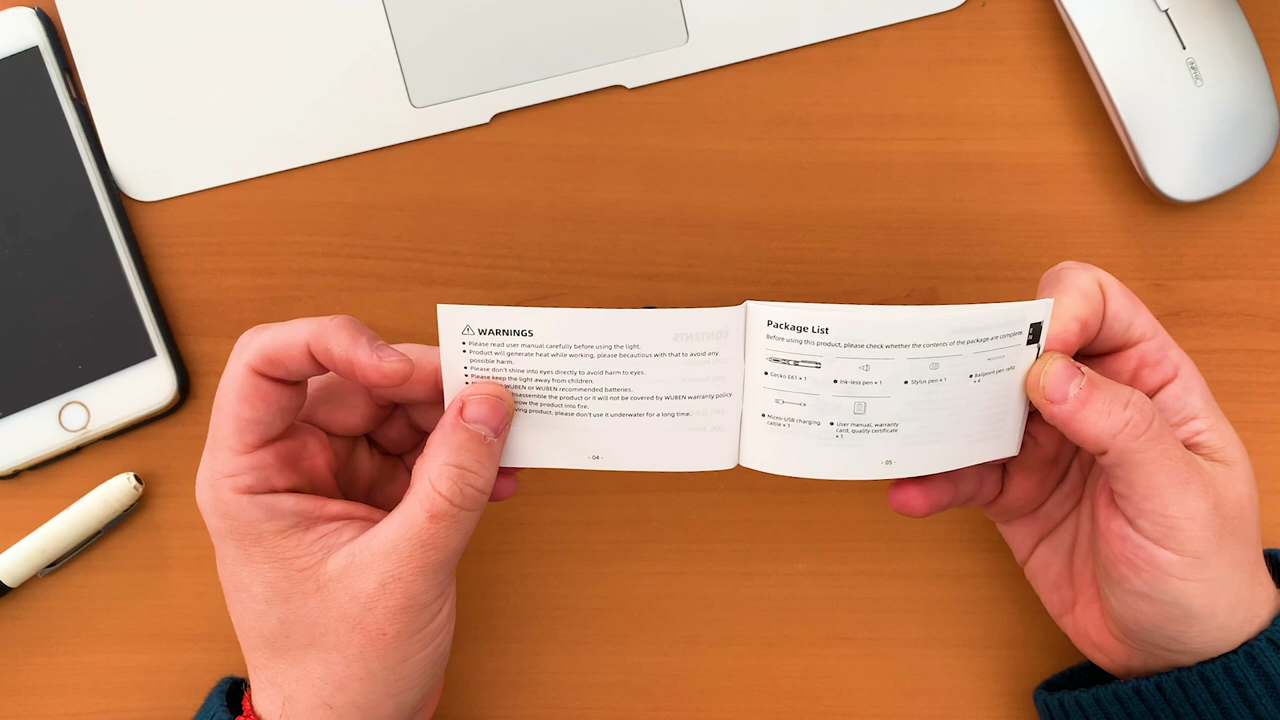 WARNINGS
● Please read user manual carefully before using the light.
● Product will generate heat while working, please becautious with that to avoid any
possible harm.
● Please don't shine into eyes directly to avoid harm to eyes.
● Please keep the light away from children.
WUBEN or WUBEN recommended batteries.
disassemble the product or it will not be covered by WUBEN warranty policy.
the product into fire.
product, please don't use it underwater for a long time.
- 04 -
CONTENTS
Package List
Before using this product, please check whether the contents of the package are complete.
Gecko E61 × 1
Ink-less pen × 1
Stylus pen × 1
Ballpoint pen refill
× 4
Micro-USB charging
cable × 1
User manual, warranty
card, quality certificate
× 1
- 05 -